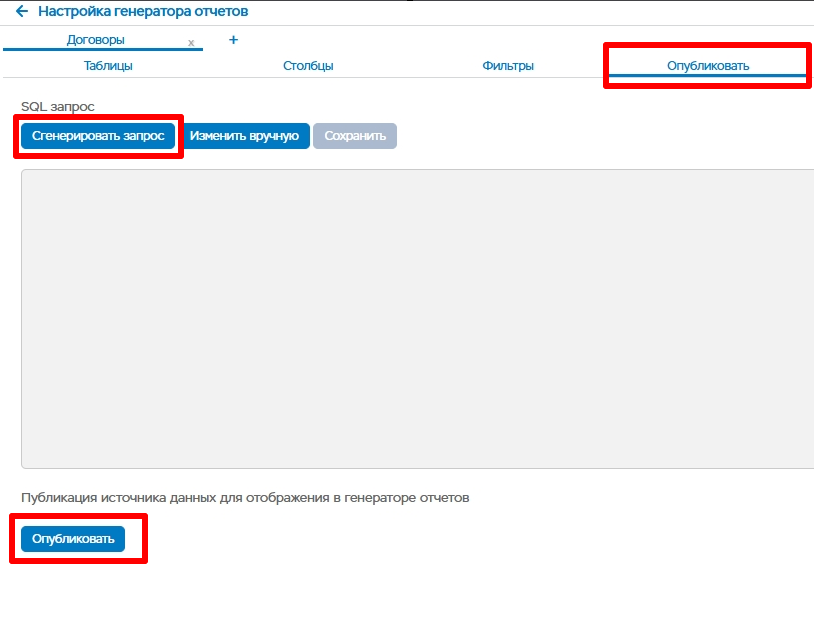 ← Настройка генератора отчетов
Договоры x +
Таблицы Столбцы Фильтры Опубликовать
SQL запрос
Сгенерировать запрос Изменить вручную Сохранить
Публикация источника данных для отображения в генераторе отчетов
Опубликовать